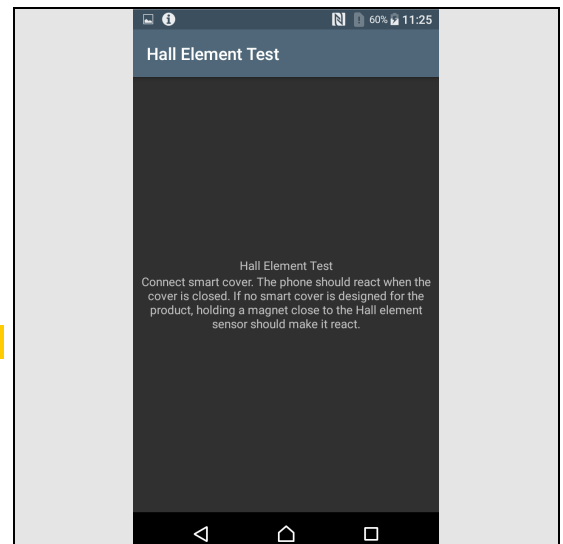 60% 11:25
Hall Element Test
Hall Element Test
Connect smart cover. The phone should react when the
cover is closed. If no smart cover is designed for the
product, holding a magnet close to the Hall element
sensor should make it react.